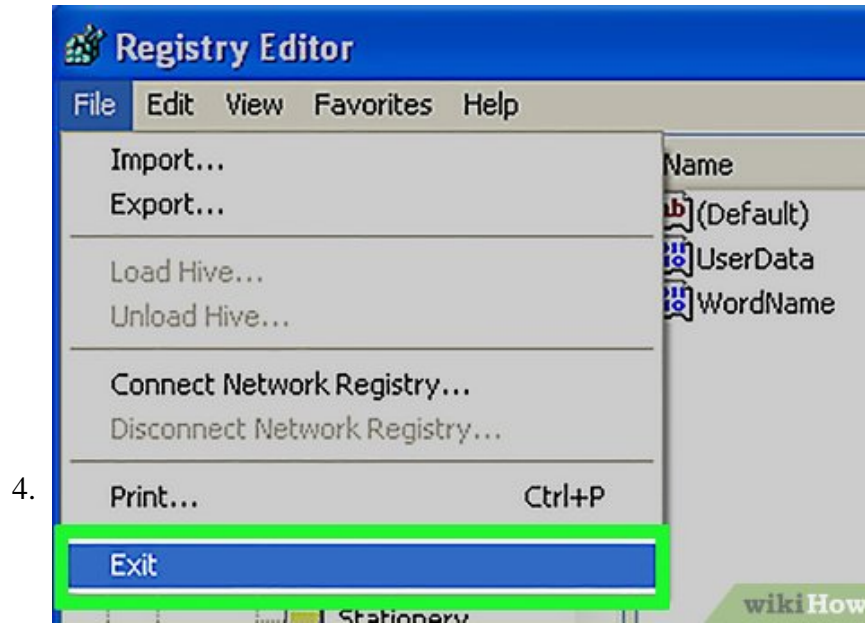 Registry Editor
File Edit View Favorites Help
Import...
Export...
Load Hive...
Unload Hive...
Connect Network Registry...
Disconnect Network Registry...
Print... Ctrl+P
Exit
Name
(Default)
UserData
WordName
4.
Stationery
wikiHow